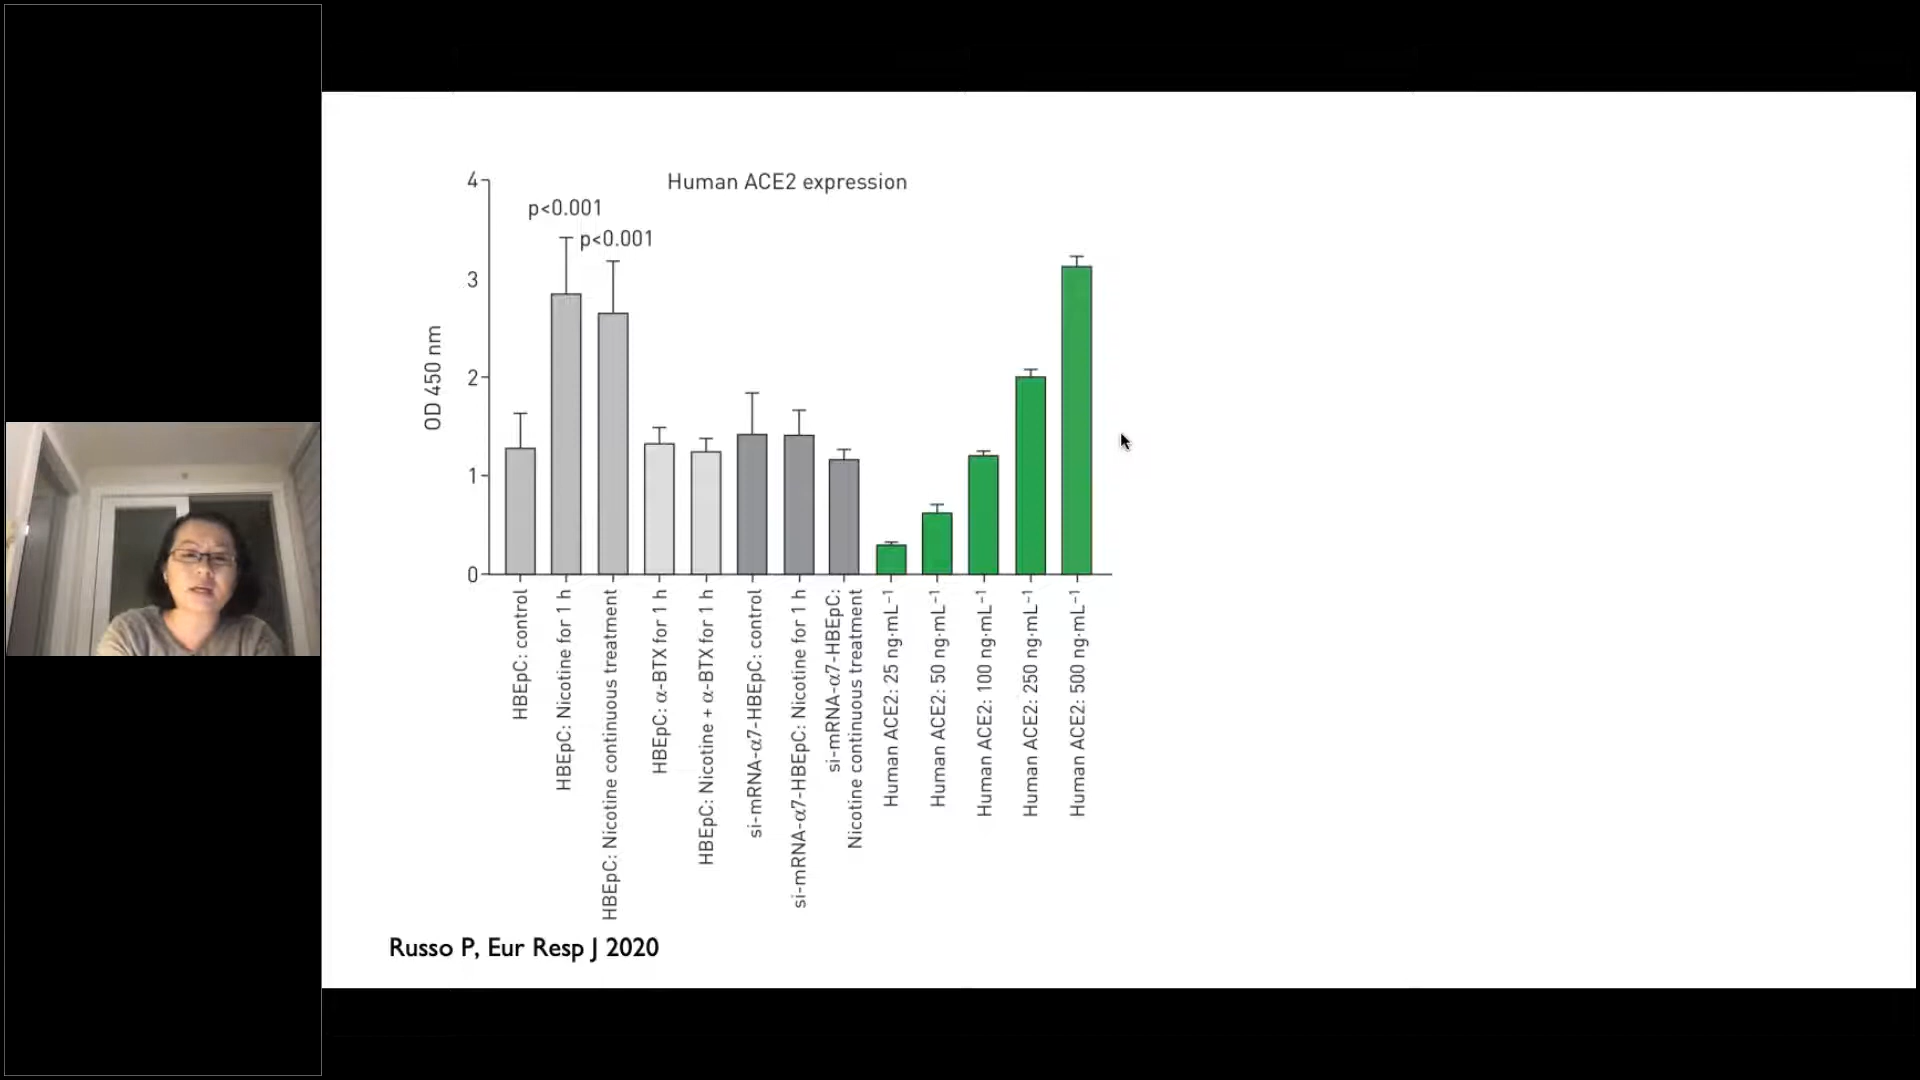 Human ACE2 expression
p<0.001
p<0.001
OD 450 nm
4
3
2
1
0
HBEpC: control
HBEpC: Nicotine for 1 h
HBEpC: Nicotine continuous treatment
HBEpC: α-BTX for 1 h
HBEpC: Nicotine + α-BTX for 1 h
si-mRNA-α7-HBEpC: control
si-mRNA-α7-HBEpC: Nicotine for 1 h
si-mRNA-α7-HBEpC:
Nicotine continuous treatment
Human ACE2: 25 ng·mL⁻¹
Human ACE2: 50 ng·mL⁻¹
Human ACE2: 100 ng·mL⁻¹
Human ACE2: 250 ng·mL⁻¹
Human ACE2: 500 ng·mL⁻¹
Russo P, Eur Resp J 2020